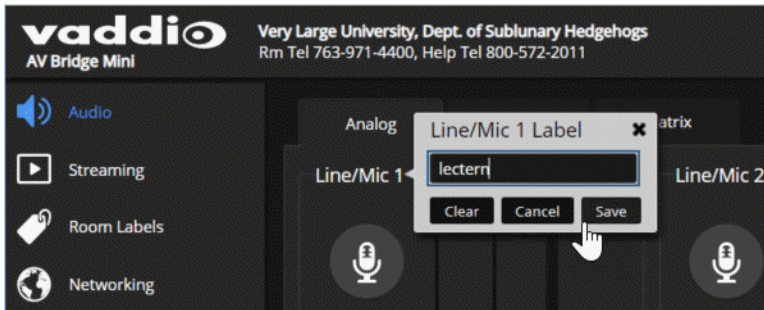 vaddio
AV Bridge Mini
Very Large University, Dept. of Sublunary Hedgehogs
Rm Tel 763-971-4400, Help Tel 800-572-2011
Audio
Streaming
Room Labels
Networking
Analog
atrix
Line/Mic 1
Line/Mic 1 Label
lectern
Clear Cancel Save
Line/Mic 2